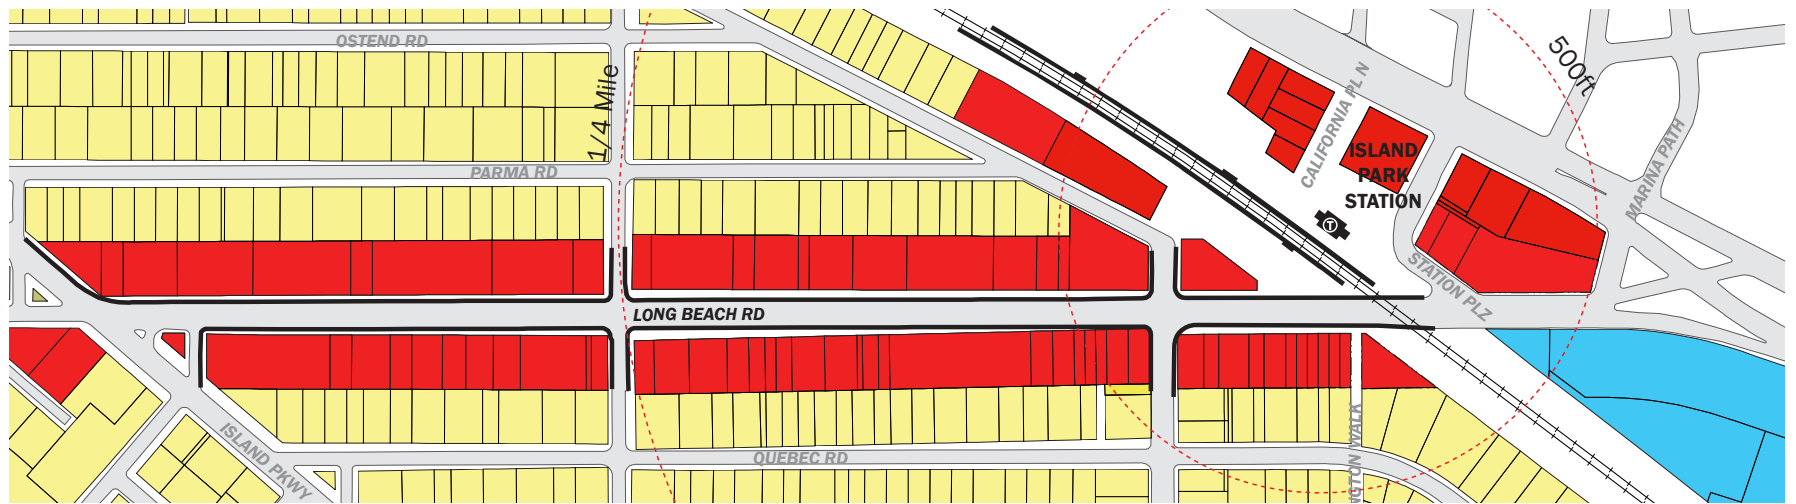 OSTEND RD
1/4 Mile
PARMA RD
500ft
CALIFORNIA PL N
MARINA PATH
ISLAND
PARK
STATION
T
STATION PLZ
LONG BEACH RD
ISLAND PKWY
QUEBEC RD
WALK